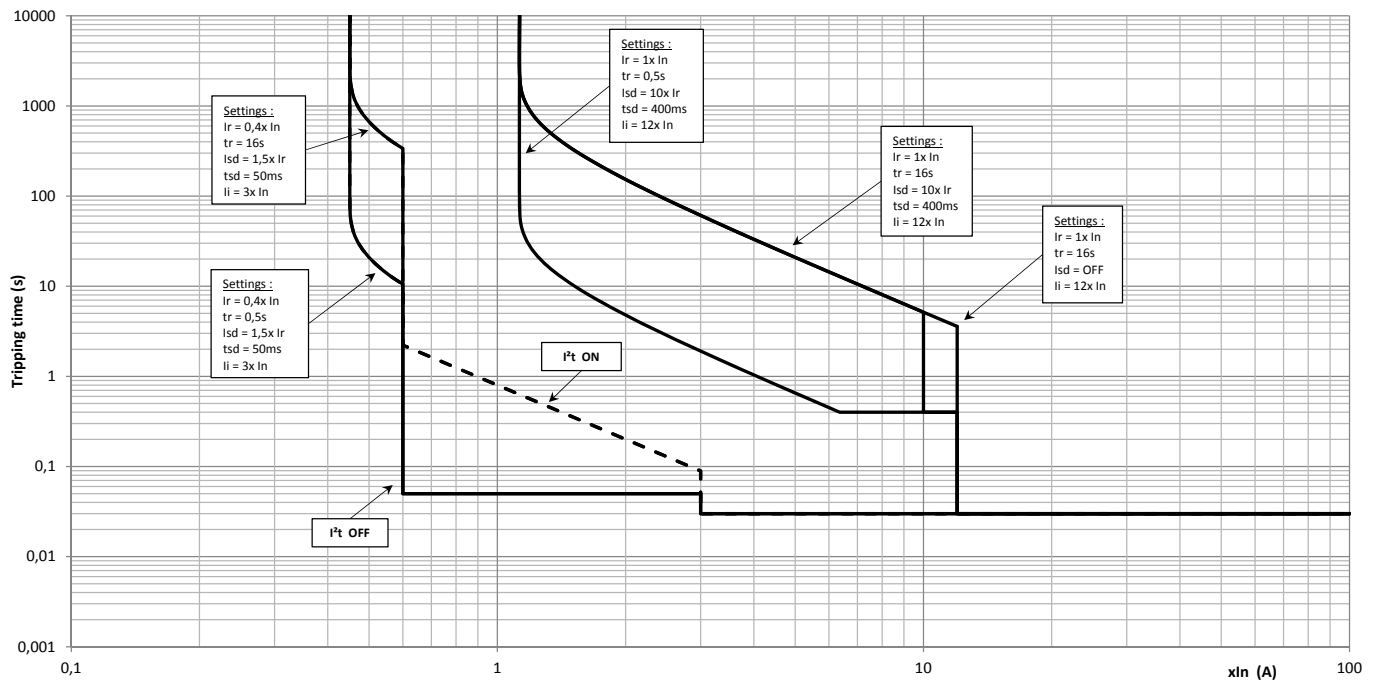 10000
1000
100
10
1
0,1
0,01
0,001
Tripping time (s)
0,1
1
10
100
xIn (A)
Settings :
Ir = 0,4x In
tr = 16s
Isd = 1,5x Ir
tsd = 50ms
Ii = 3x In
Settings :
Ir = 0,4x In
tr = 0,5s
Isd = 1,5x Ir
tsd = 50ms
Ii = 3x In
Settings :
Ir = 1x In
tr = 0,5s
Isd = 10x Ir
tsd = 400ms
Ii = 12x In
Settings :
Ir = 1x In
tr = 16s
Isd = 10x Ir
tsd = 400ms
Ii = 12x In
Settings :
Ir = 1x In
tr = 16s
Isd = OFF
Ii = 12x In
I²t ON
I²t OFF